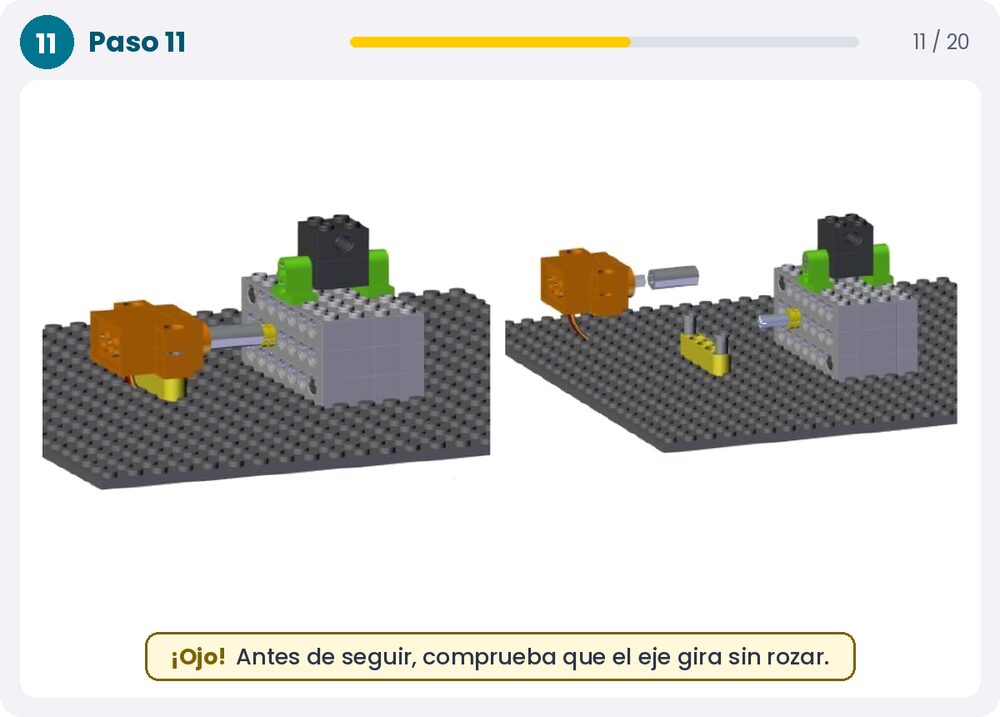 11 Paso 11
11 / 20
¡Ojo! Antes de seguir, comprueba que el eje gira sin rozar.